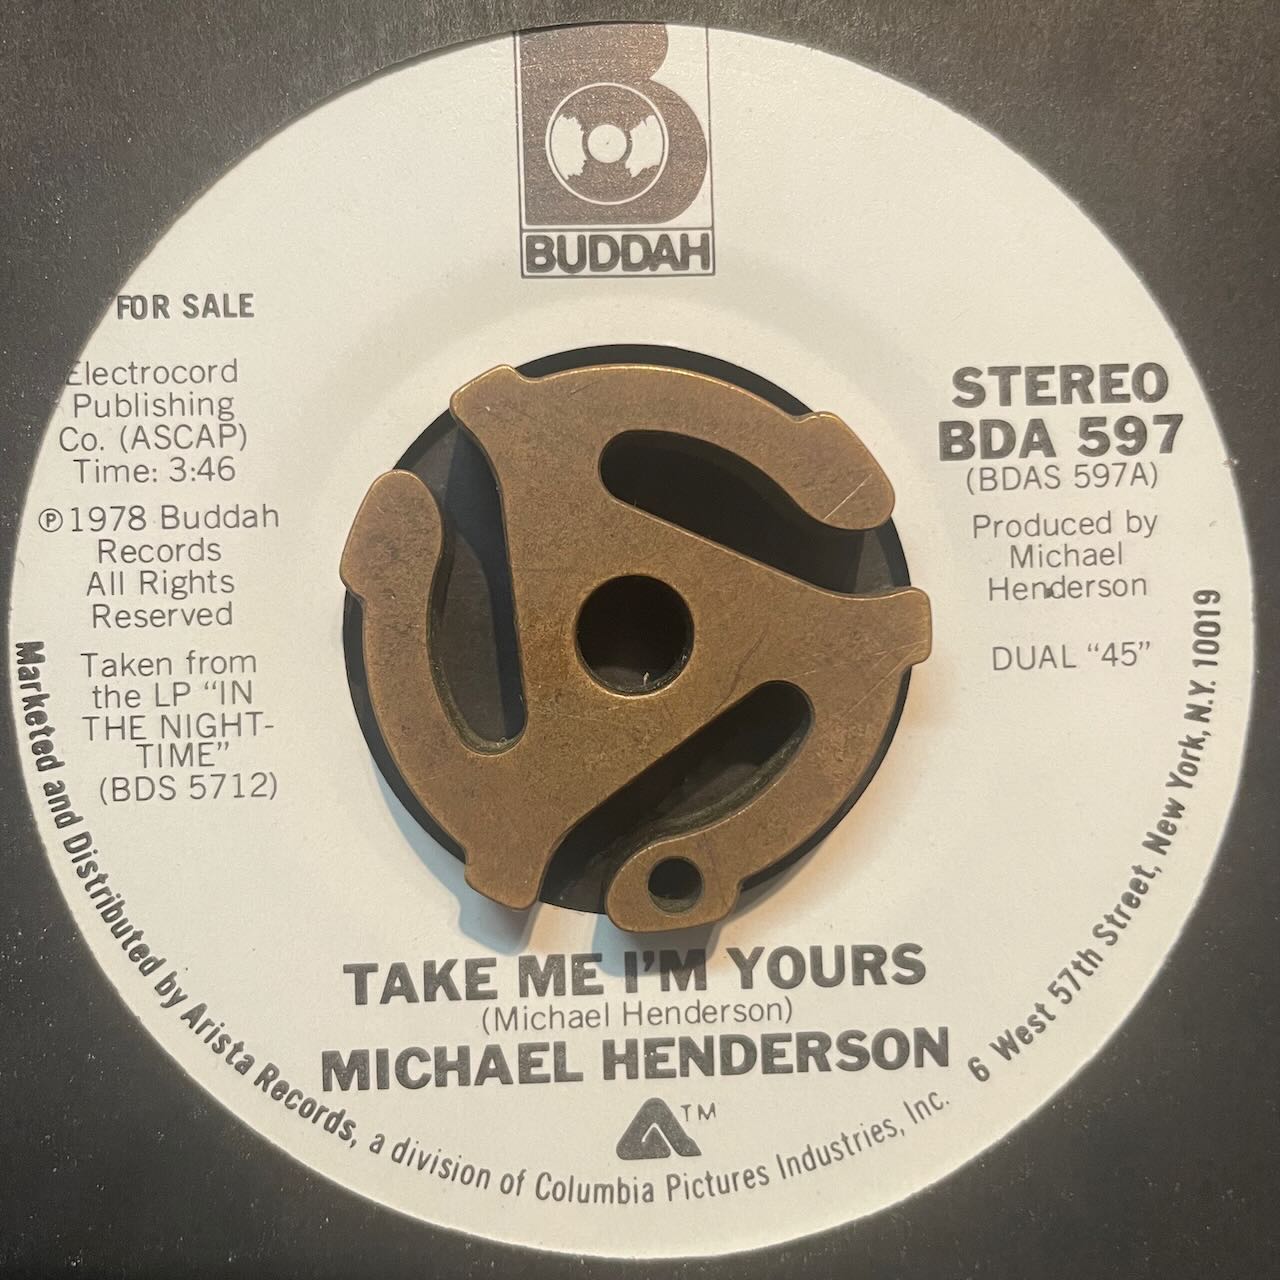 BUDDAH
FOR SALE
Electrocord
Publishing
Co. (ASCAP)
Time: 3:46
℗ 1978 Buddah
Records
All Rights
Reserved
Taken from
the LP “IN
THE NIGHT-
TIME”
(BDS 5712)
STEREO
BDA 597
(BDAS 597A)
Produced by
Michael
Henderson
DUAL “45”
TAKE ME I'M YOURS
(Michael Henderson)
MICHAEL HENDERSON
TM
Marketed and Distributed by Arista Records, a division of Columbia Pictures Industries, Inc. 6 West 57th Street, New York, N.Y. 10019